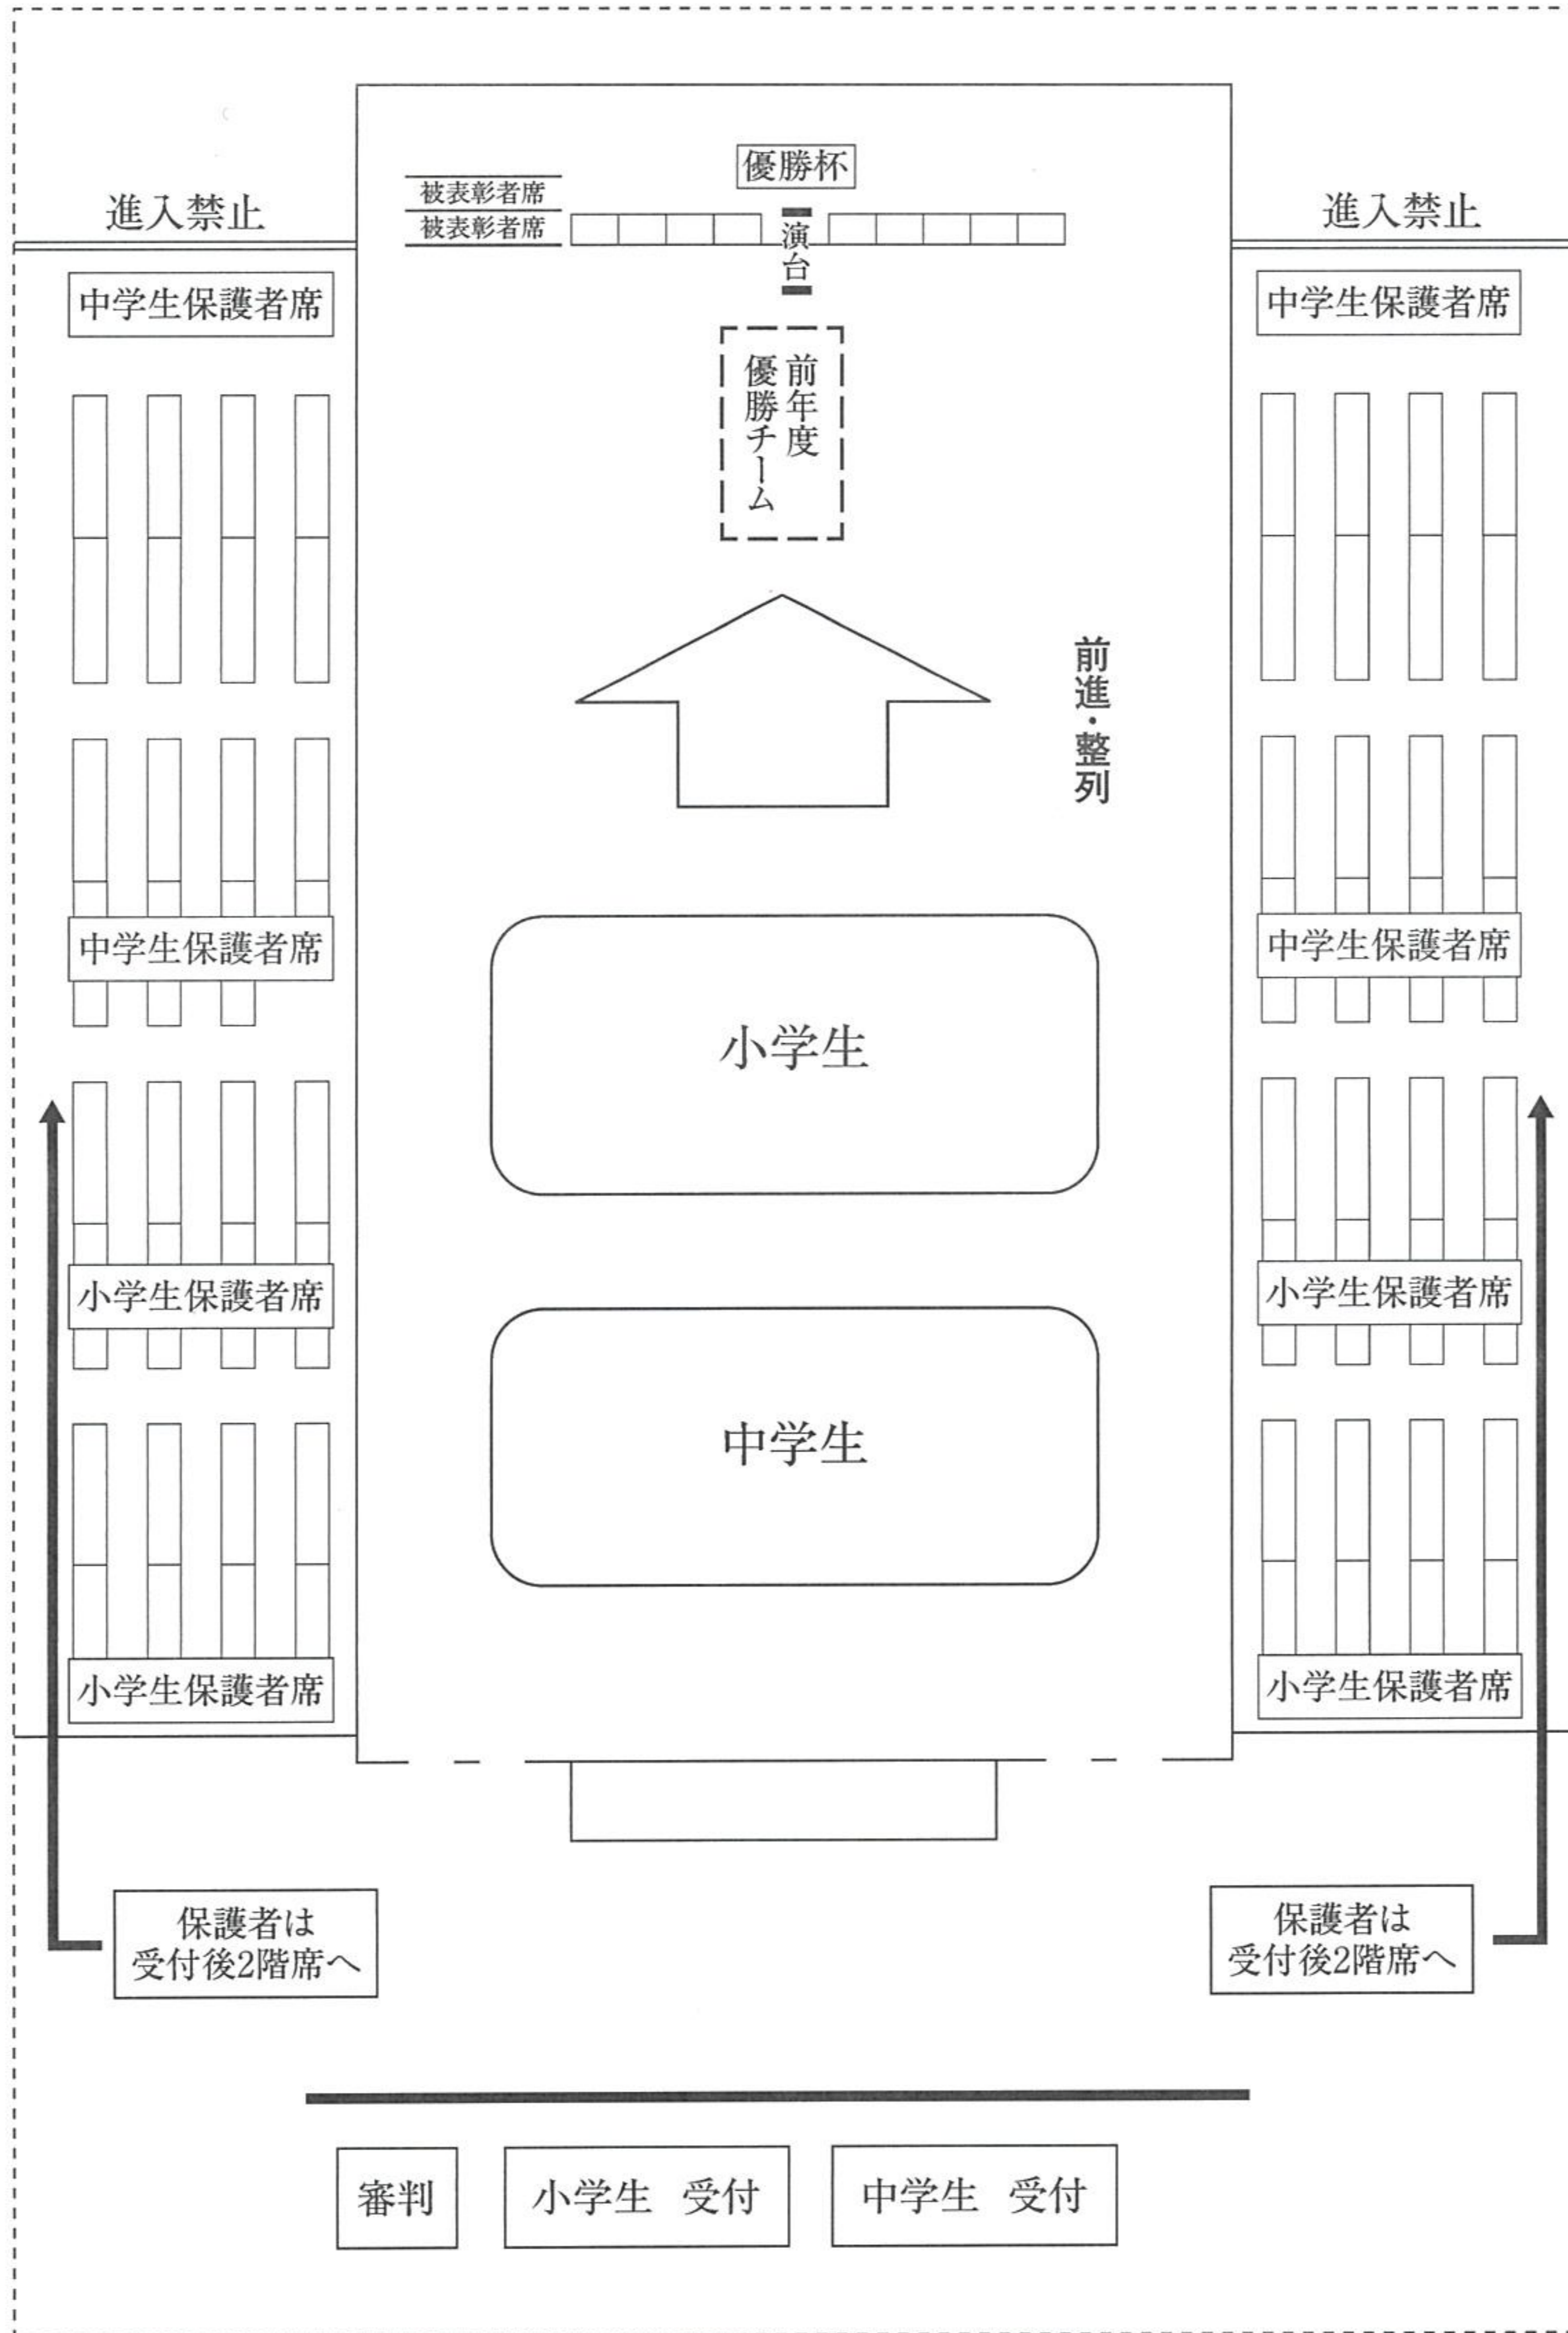 優勝杯
被表彰者席
被表彰者席
演台
進入禁止
進入禁止
中学生保護者席
中学生保護者席
前年度
優勝チーム
前進・整列
中学生保護者席
中学生保護者席
小学生
小学生保護者席
小学生保護者席
中学生
小学生保護者席
小学生保護者席
保護者は
受付後2階席へ
保護者は
受付後2階席へ
審判
小学生 受付
中学生 受付